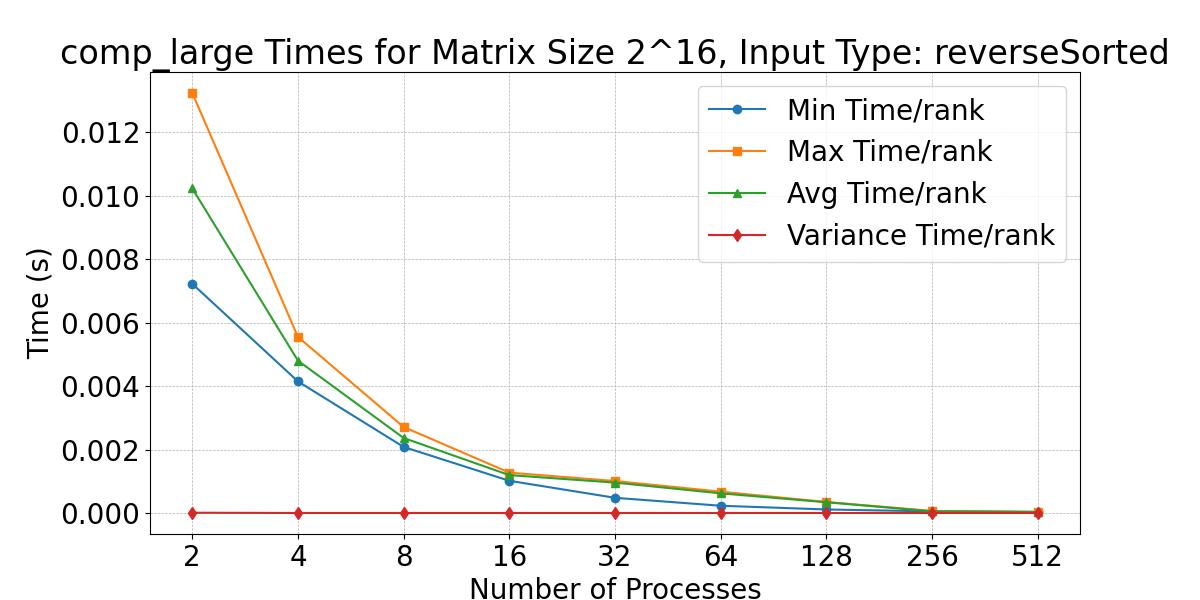 comp_large Times for Matrix Size 2^16, Input Type: reverseSorted
Min Time/rank
Max Time/rank
Avg Time/rank
Variance Time/rank
Time (s)
0.012
0.010
0.008
0.006
0.004
0.002
0.000
2 4 8 16 32 64 128 256 512
Number of Processes